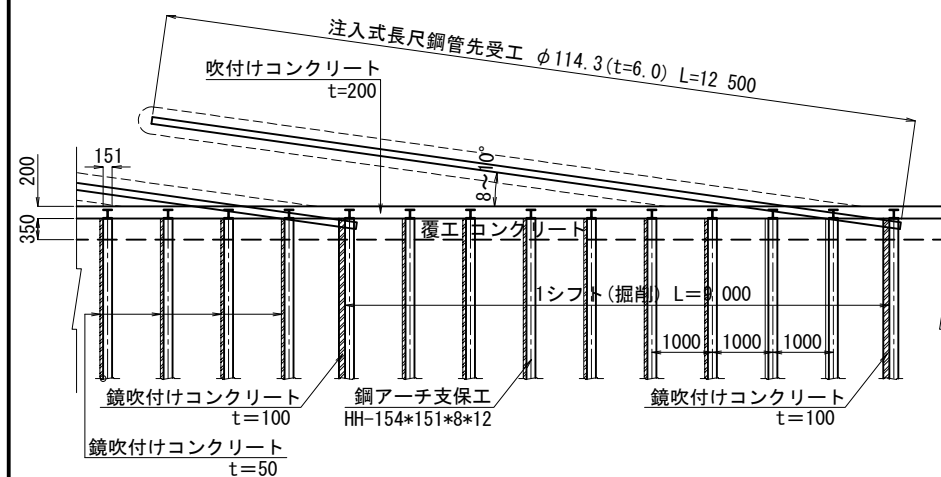 注入式長尺鋼管先受工 φ114.3(t=6.0) L=12 500
吹付けコンクリート
t=200
151
200
8～10°
350
覆工コンクリート
1シフト(掘削) L=9 000
1000
1000
1000
鏡吹付けコンクリート
t=100
鋼アーチ支保工
HH-154*151*8*12
鏡吹付けコンクリート
t=100
鏡吹付けコンクリート
t=50